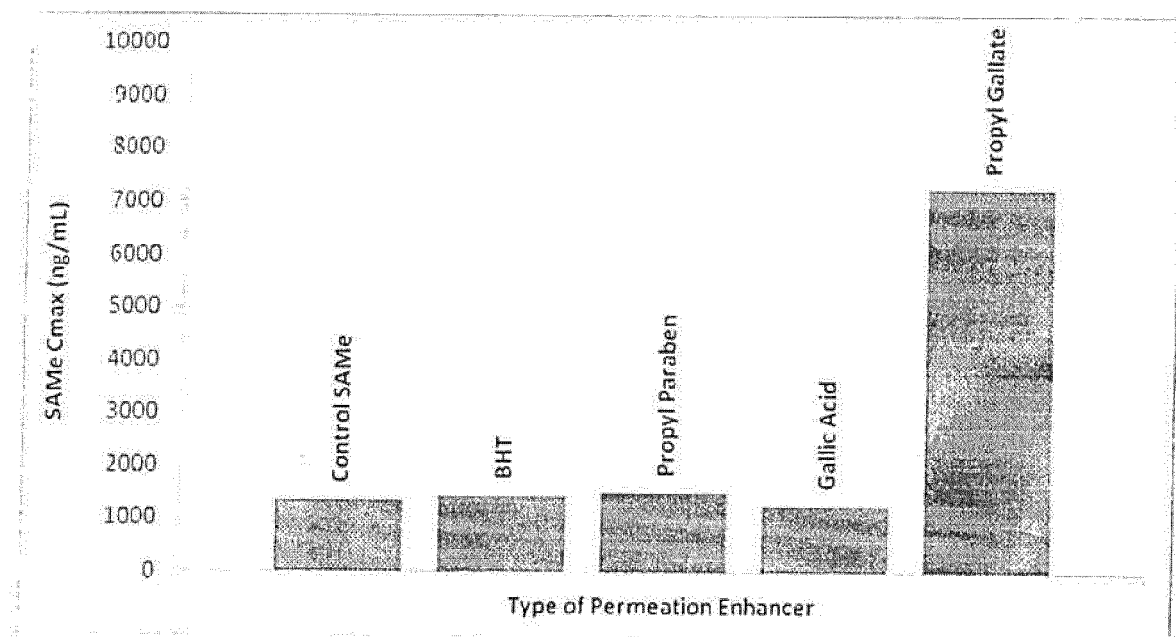 10000
9000
8000
7000
6000
5000
4000
3000
2000
1000
0
SAMe Cmax (ng/mL)
Control SAMe
BHT
Propyl Paraben
Gallic Acid
Propyl Gallate
Type of Permeation Enhancer